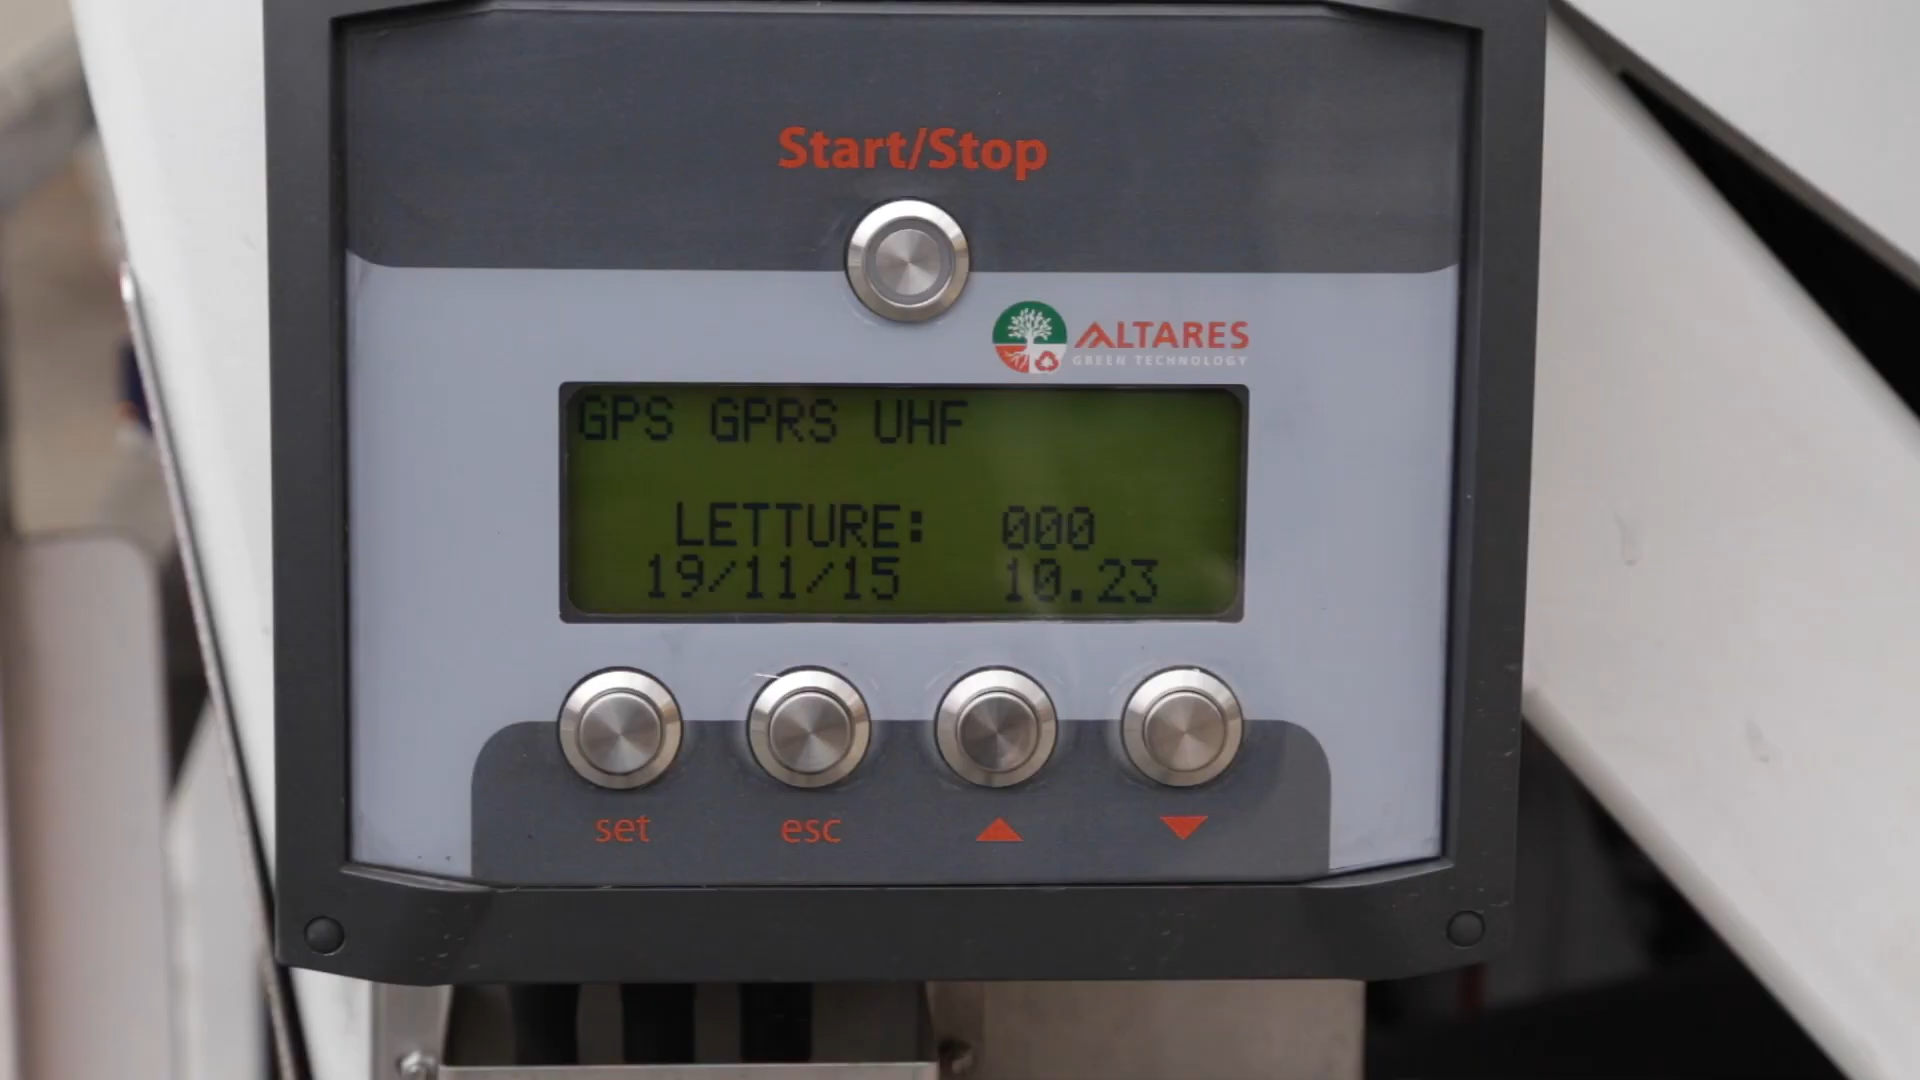 Start/Stop
ALTARES
GREEN TECHNOLOGY
GPS GPRS UHF
LETTURE: 000
19/11/15 10.23
set esc